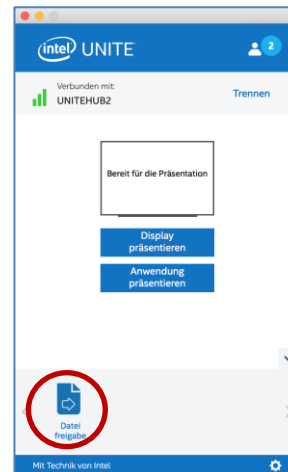 intel UNITE
2
Verbunden mit:
UNITEHUB2
Trennen
Bereit für die Präsentation
Display
präsentieren
Anwendung
präsentieren
Datei
freigabe
Mit Technik von Intel